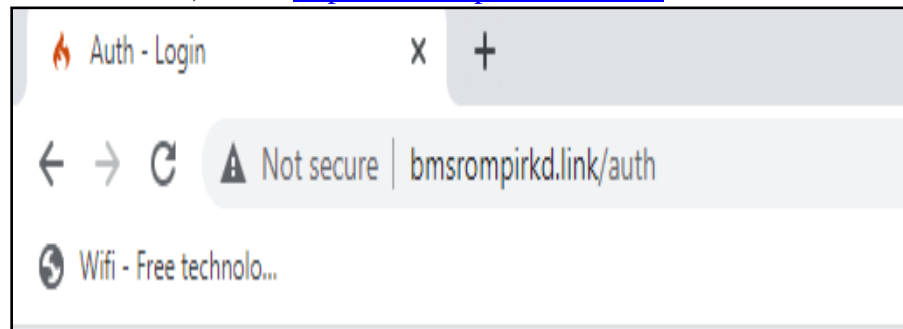 Auth - Login
Not secure bmsrompirkd.link/auth
Wifi - Free technolo...